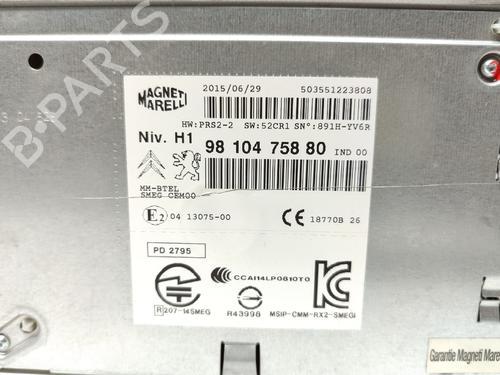 MAGNETI
MARELLI
2015/06/29 503551223808
HW:PRS2-2 SW:52CR1 SN°:891H-YV6R
Niv. H1
98 104 758 80 IND 00
MM-BTEL
SMEG CEM00
E2 04 13075-00
CE 18770B 26
PD 2795
CCAI14LP0810T0
R 207-14SMEG
R43998
MSIP-CMM-RX2-SMEGI
Garantie Magneti Mare
B-PARTS